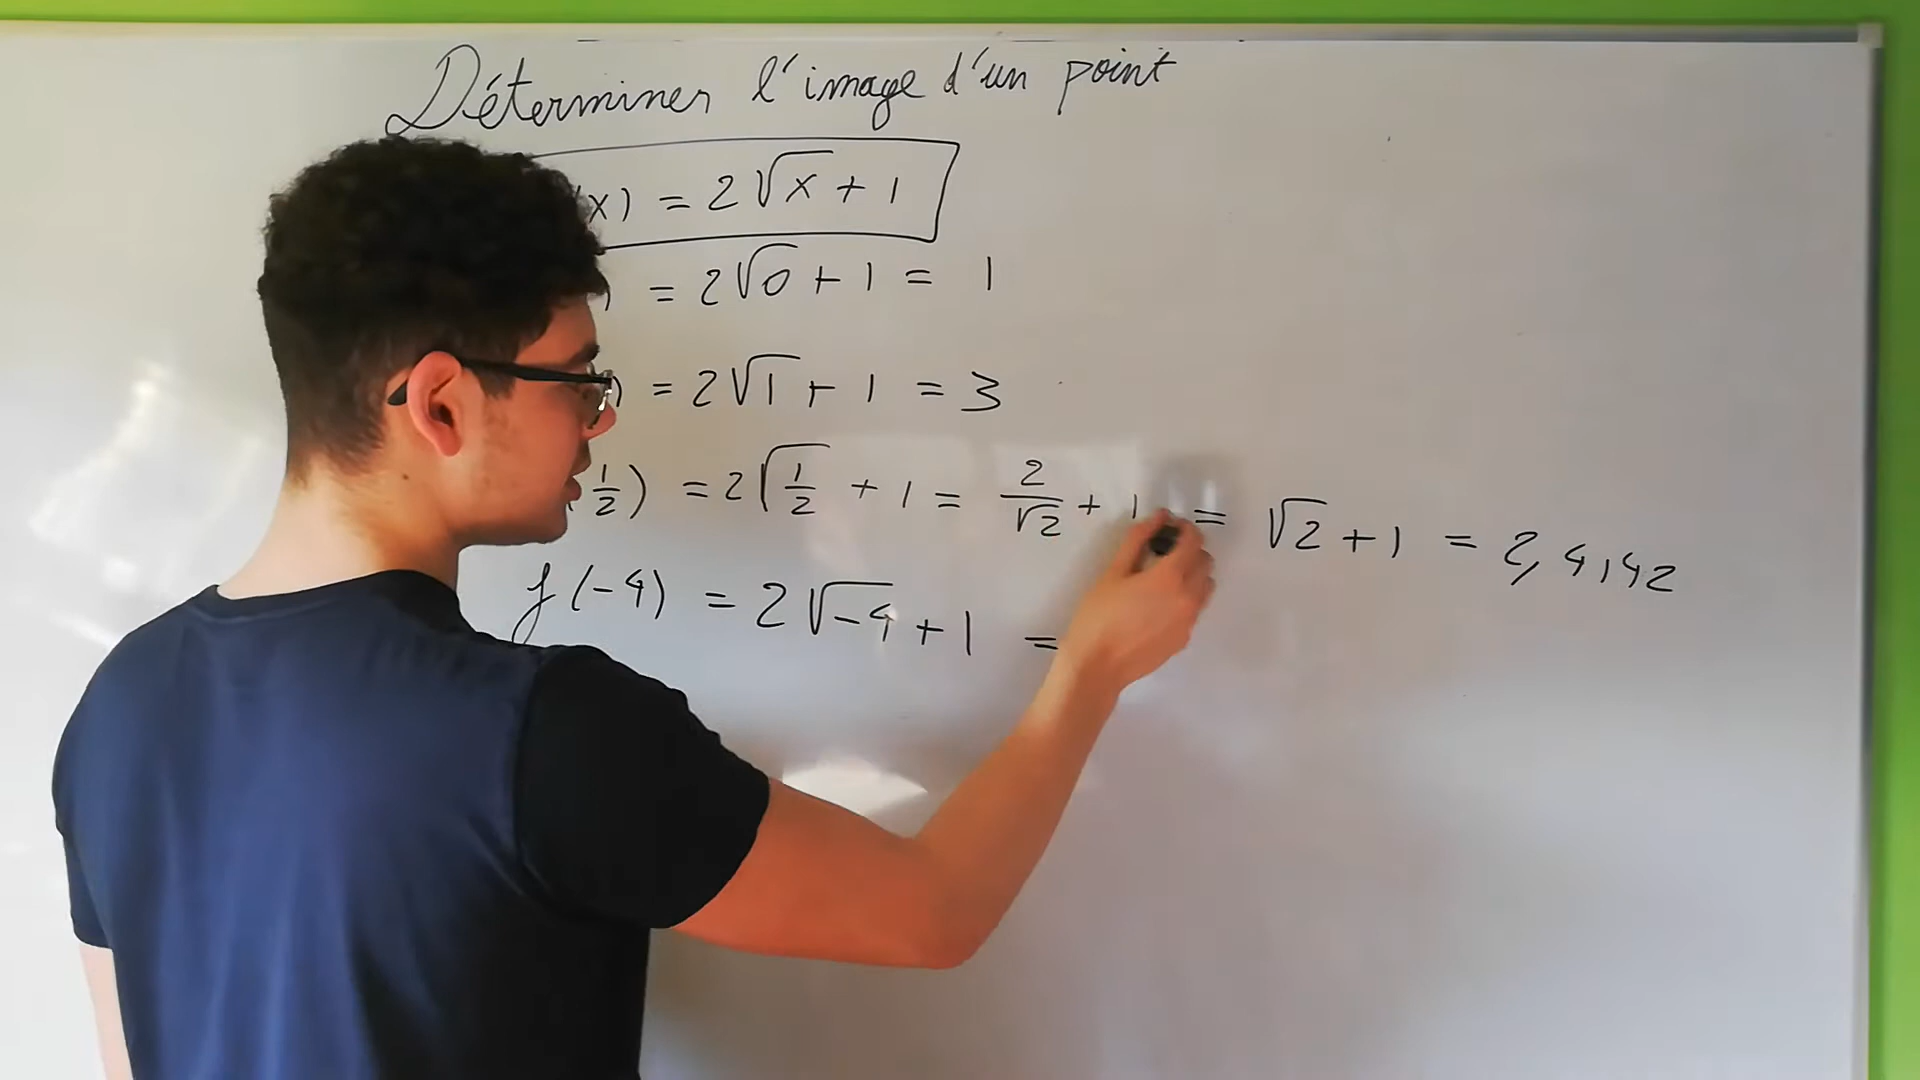 Déterminer l'image d'un point
(x) = 2√x + 1
) = 2√0 + 1 = 1
) = 2√1 + 1 = 3
(1/2) = 2√1/2 + 1 = 2/√2 + 1 = √2 + 1 = 2,4142
f(-4) = 2√-4 + 1 =